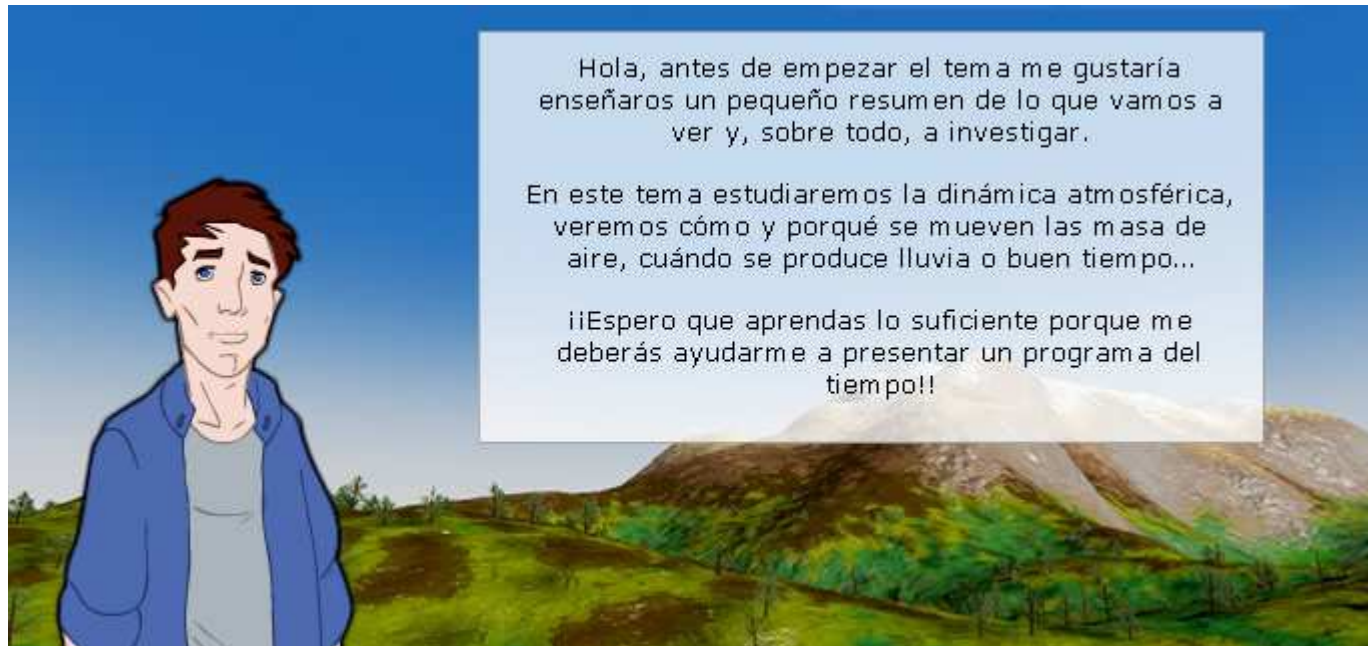 Hola, antes de empezar el tema me gustaría
enseñaros un pequeño resumen de lo que vamos a
ver y, sobre todo, a investigar.
En este tema estudiaremos la dinámica atmosférica,
veremos cómo y porqué se mueven las masa de
aire, cuándo se produce lluvia o buen tiempo...
¡¡Espero que aprendas lo suficiente porque me
deberás ayudarme a presentar un programa del
tiempo!!